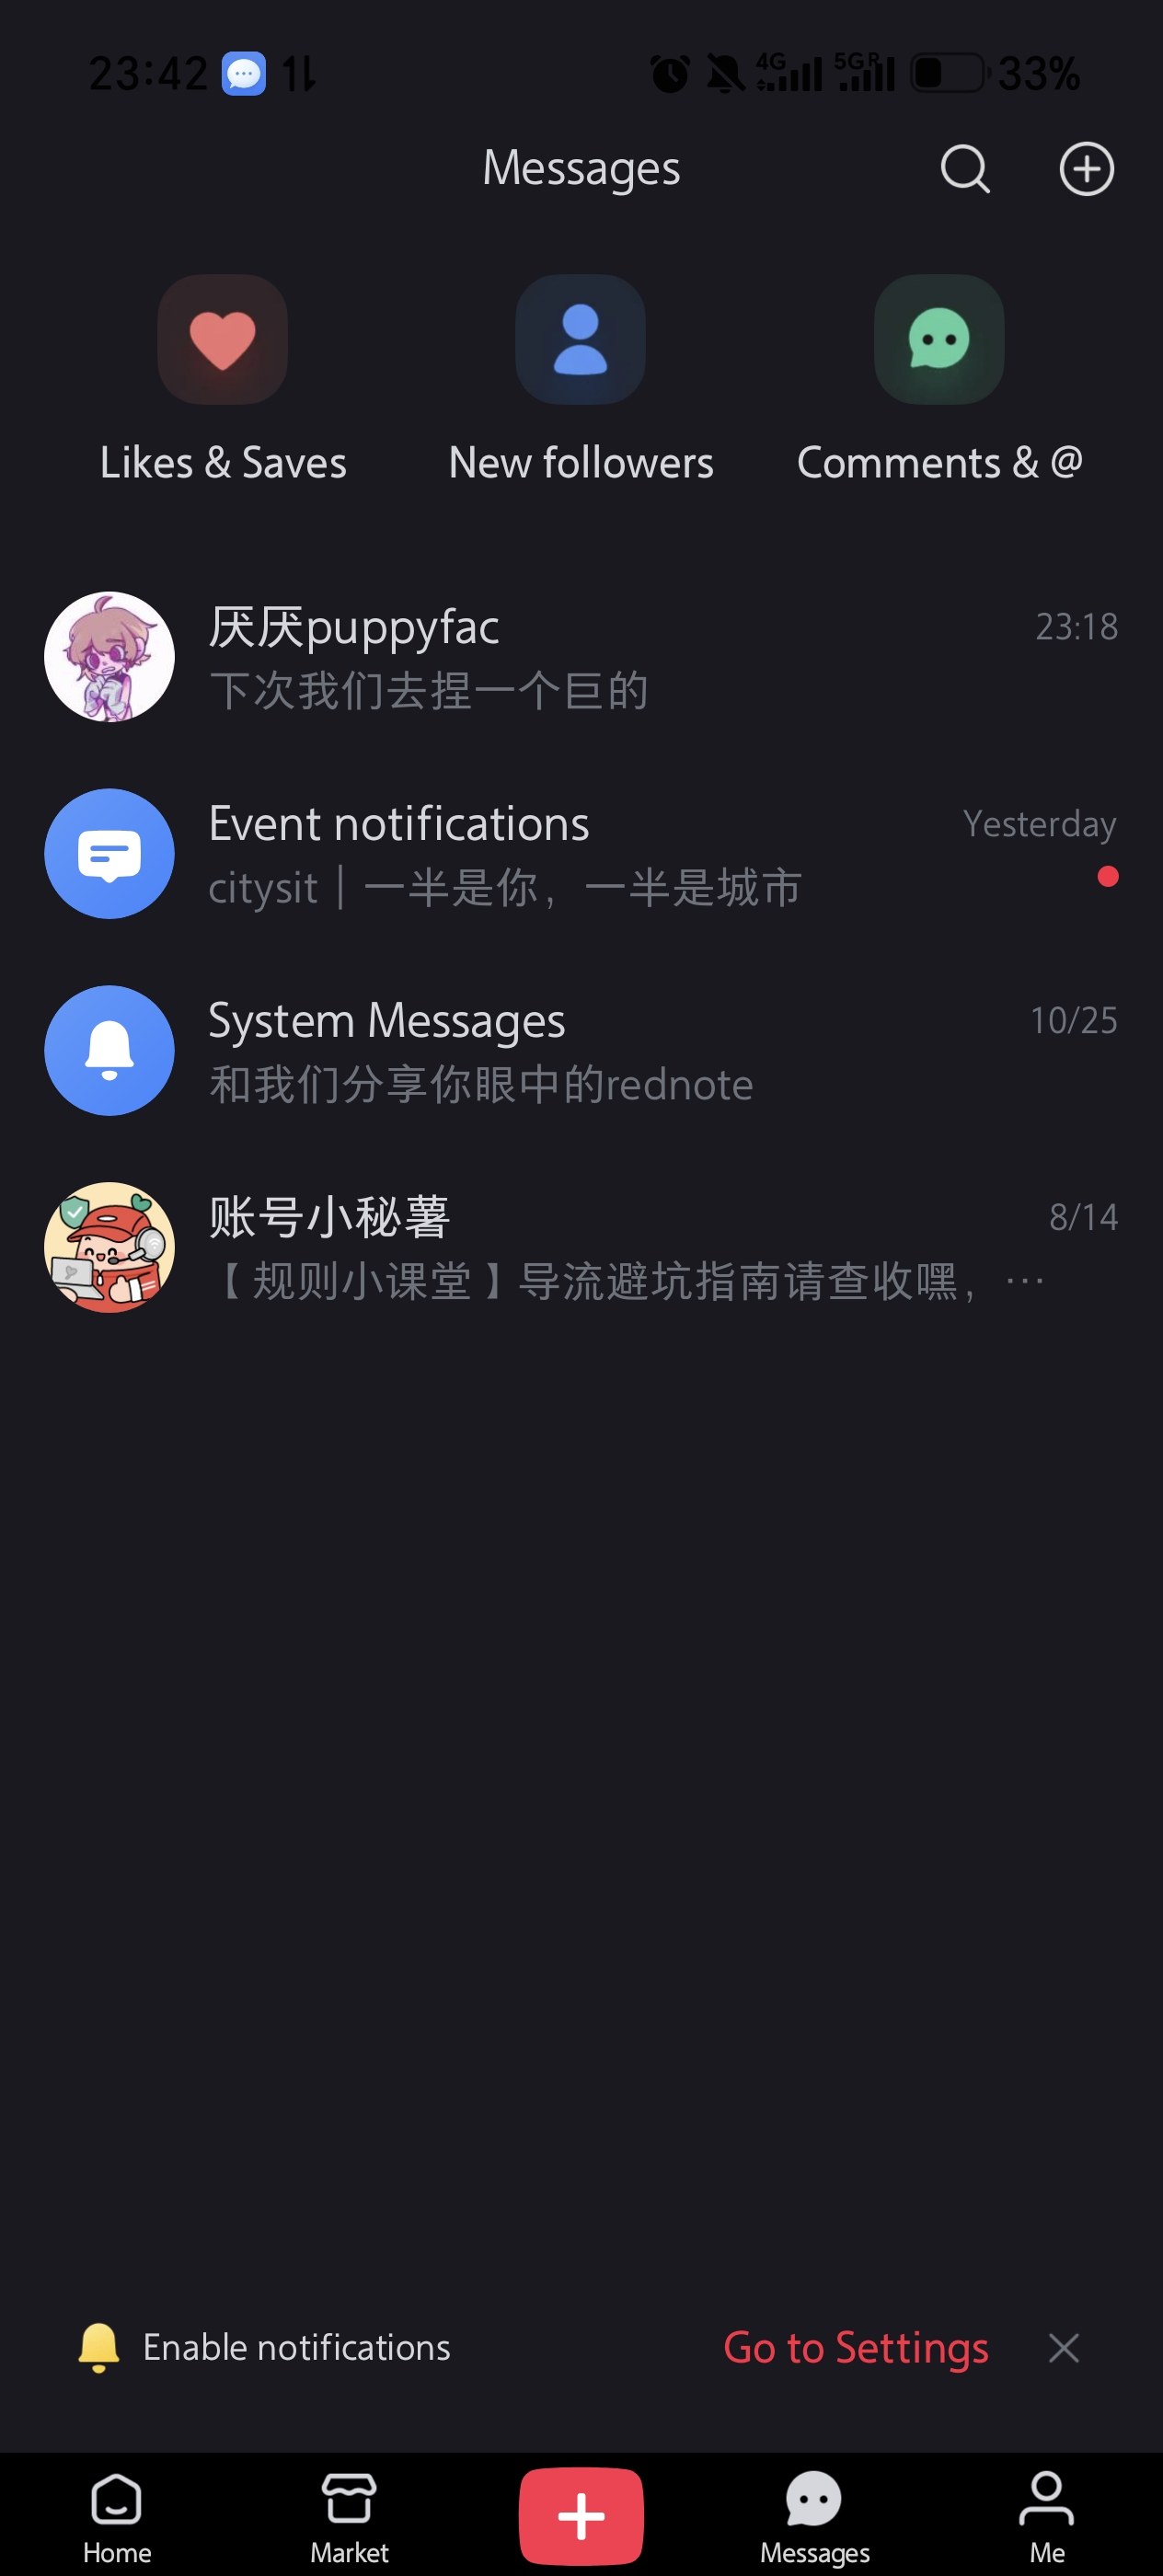 23:42
4G 5G R 33%
Messages
Likes & Saves
New followers
Comments & @
厌厌puppyfac
23:18
下次我们去捏一个巨的
Event notifications
Yesterday
citysit｜一半是你，一半是城市
System Messages
10/25
和我们分享你眼中的rednote
账号小秘薯
8/14
【规则小课堂】导流避坑指南请查收嘿，…
Enable notifications
Go to Settings
Home
Market
Messages
Me